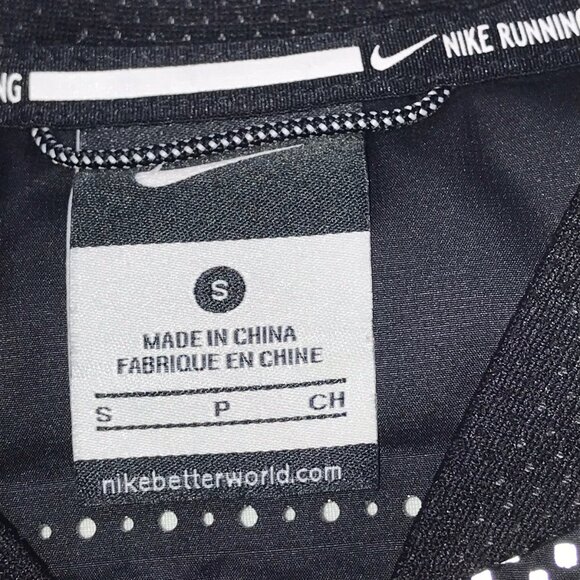 NG
NIKE RUNNING
S
MADE IN CHINA
FABRIQUE EN CHINE
S P CH
nikebetterworld.com